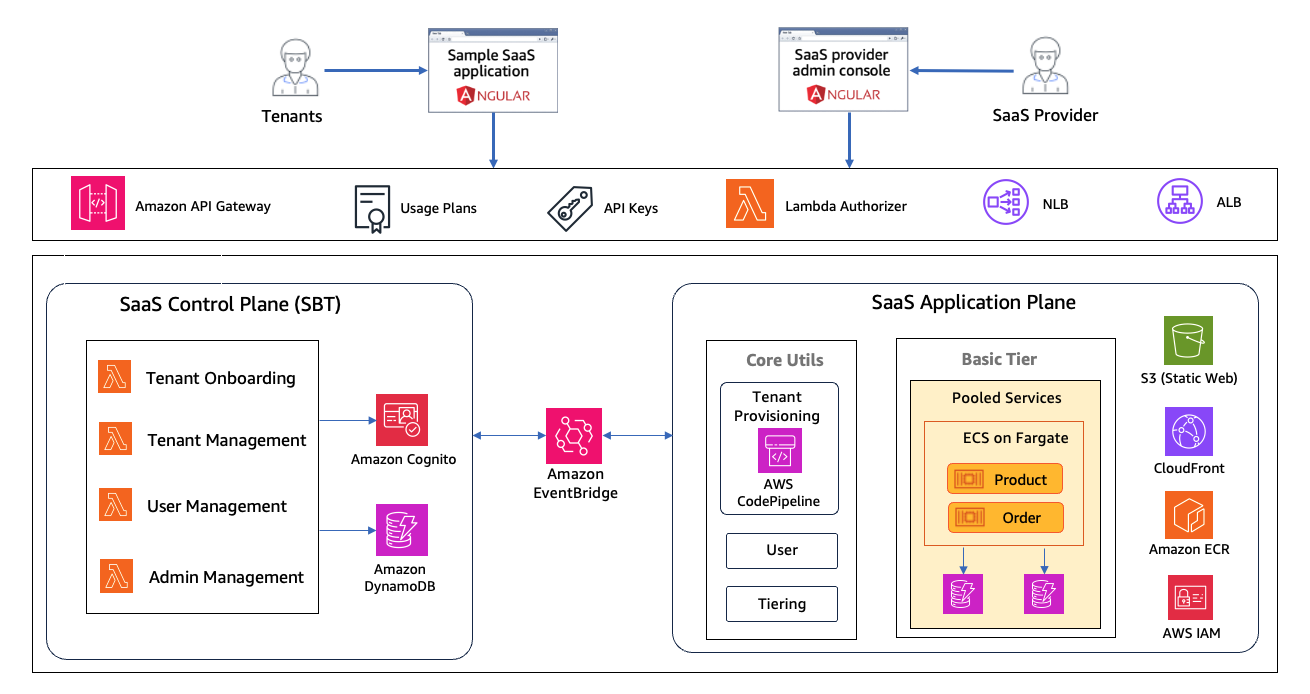 Sample SaaS
application
ANGULAR
SaaS provider
admin console
ANGULAR
Tenants
SaaS Provider
Amazon API Gateway
Usage Plans
API Keys
Lambda Authorizer
NLB
ALB
SaaS Control Plane (SBT)
Tenant Onboarding
Tenant Management
User Management
Admin Management
Amazon Cognito
Amazon
DynamoDB
Amazon
EventBridge
SaaS Application Plane
Core Utils
Tenant
Provisioning
AWS
CodePipeline
User
Tiering
Basic Tier
Pooled Services
ECS on Fargate
Product
Order
S3 (Static Web)
CloudFront
Amazon ECR
AWS IAM